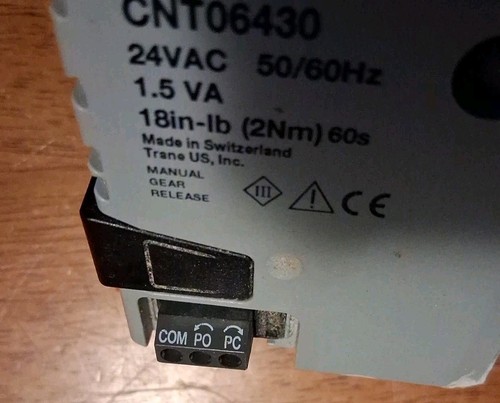 CNT06430
24VAC 50/60Hz
1.5 VA
18in-lb (2Nm) 60s
Made in Switzerland
Trane US, Inc.
MANUAL
GEAR
RELEASE
III
CE
COM PO PC